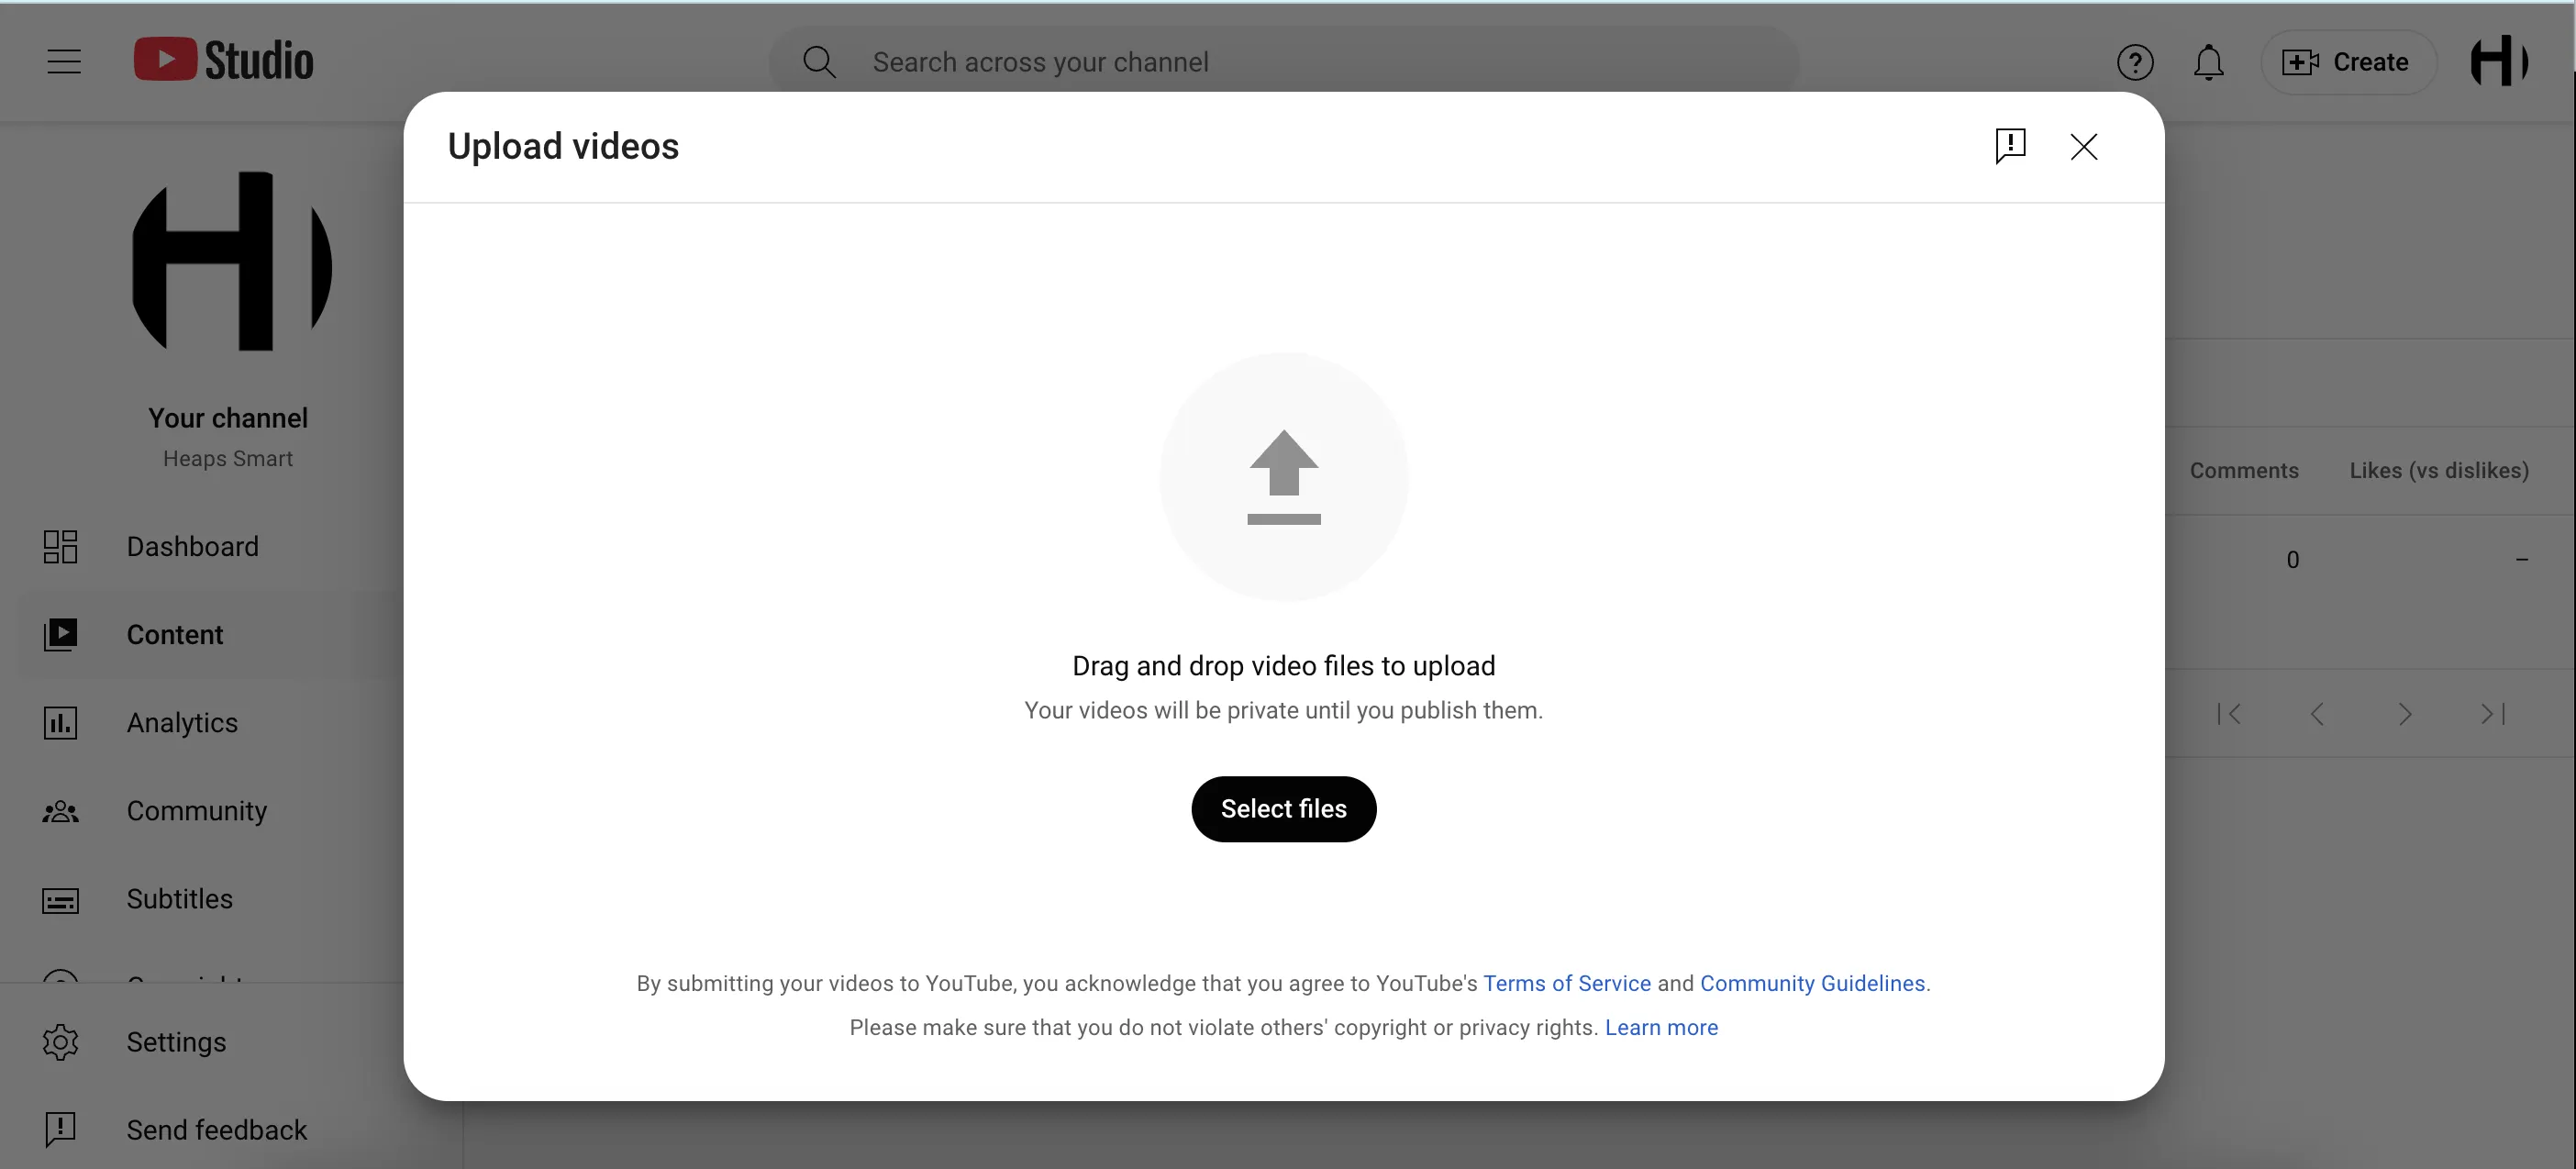 Studio
Search across your channel
Create
Upload videos
Your channel
Heaps Smart
Dashboard
Content
Analytics
Community
Subtitles
Settings
Send feedback
Drag and drop video files to upload
Your videos will be private until you publish them.
Select files
By submitting your videos to YouTube, you acknowledge that you agree to YouTube's Terms of Service and Community Guidelines.
Please make sure that you do not violate others' copyright or privacy rights. Learn more
Comments Likes (vs dislikes)
0 –